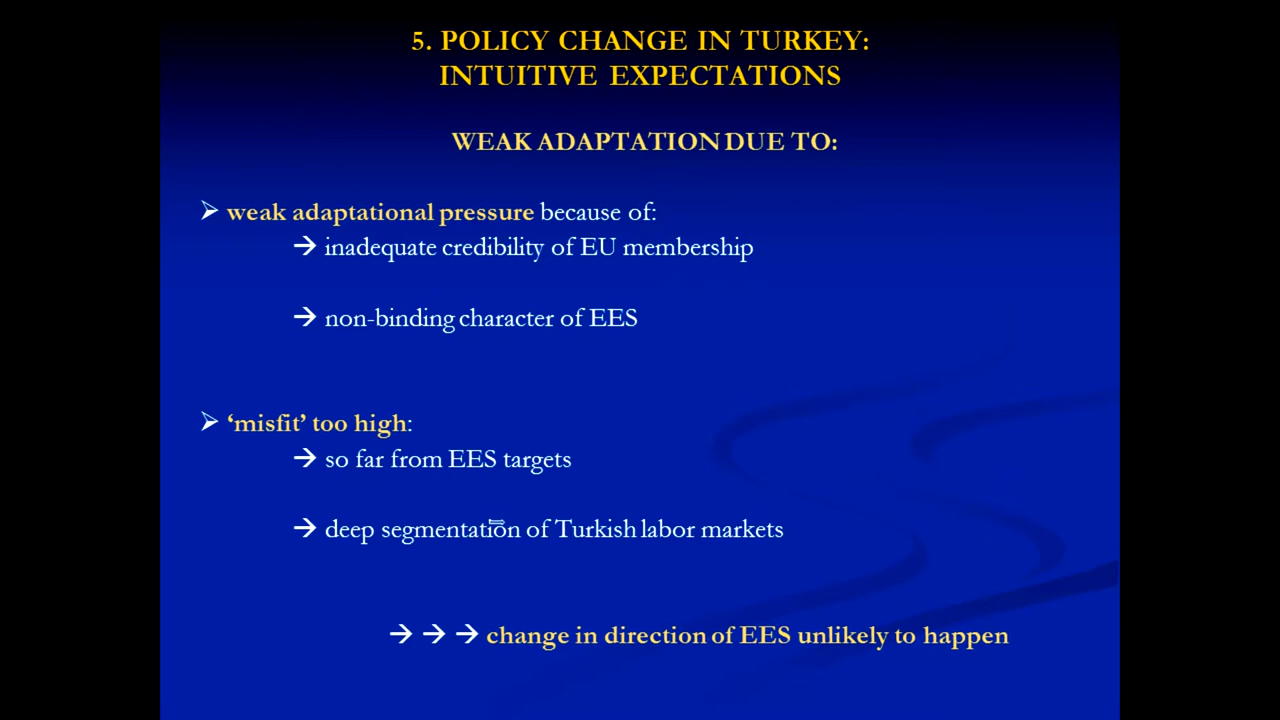 5. POLICY CHANGE IN TURKEY:
INTUITIVE EXPECTATIONS
WEAK ADAPTATION DUE TO:
➢ weak adaptational pressure because of:
→ inadequate credibility of EU membership
→ non-binding character of EES
➢ ‘misfit’ too high:
→ so far from EES targets
→ deep segmentation of Turkish labor markets
→ → → change in direction of EES unlikely to happen